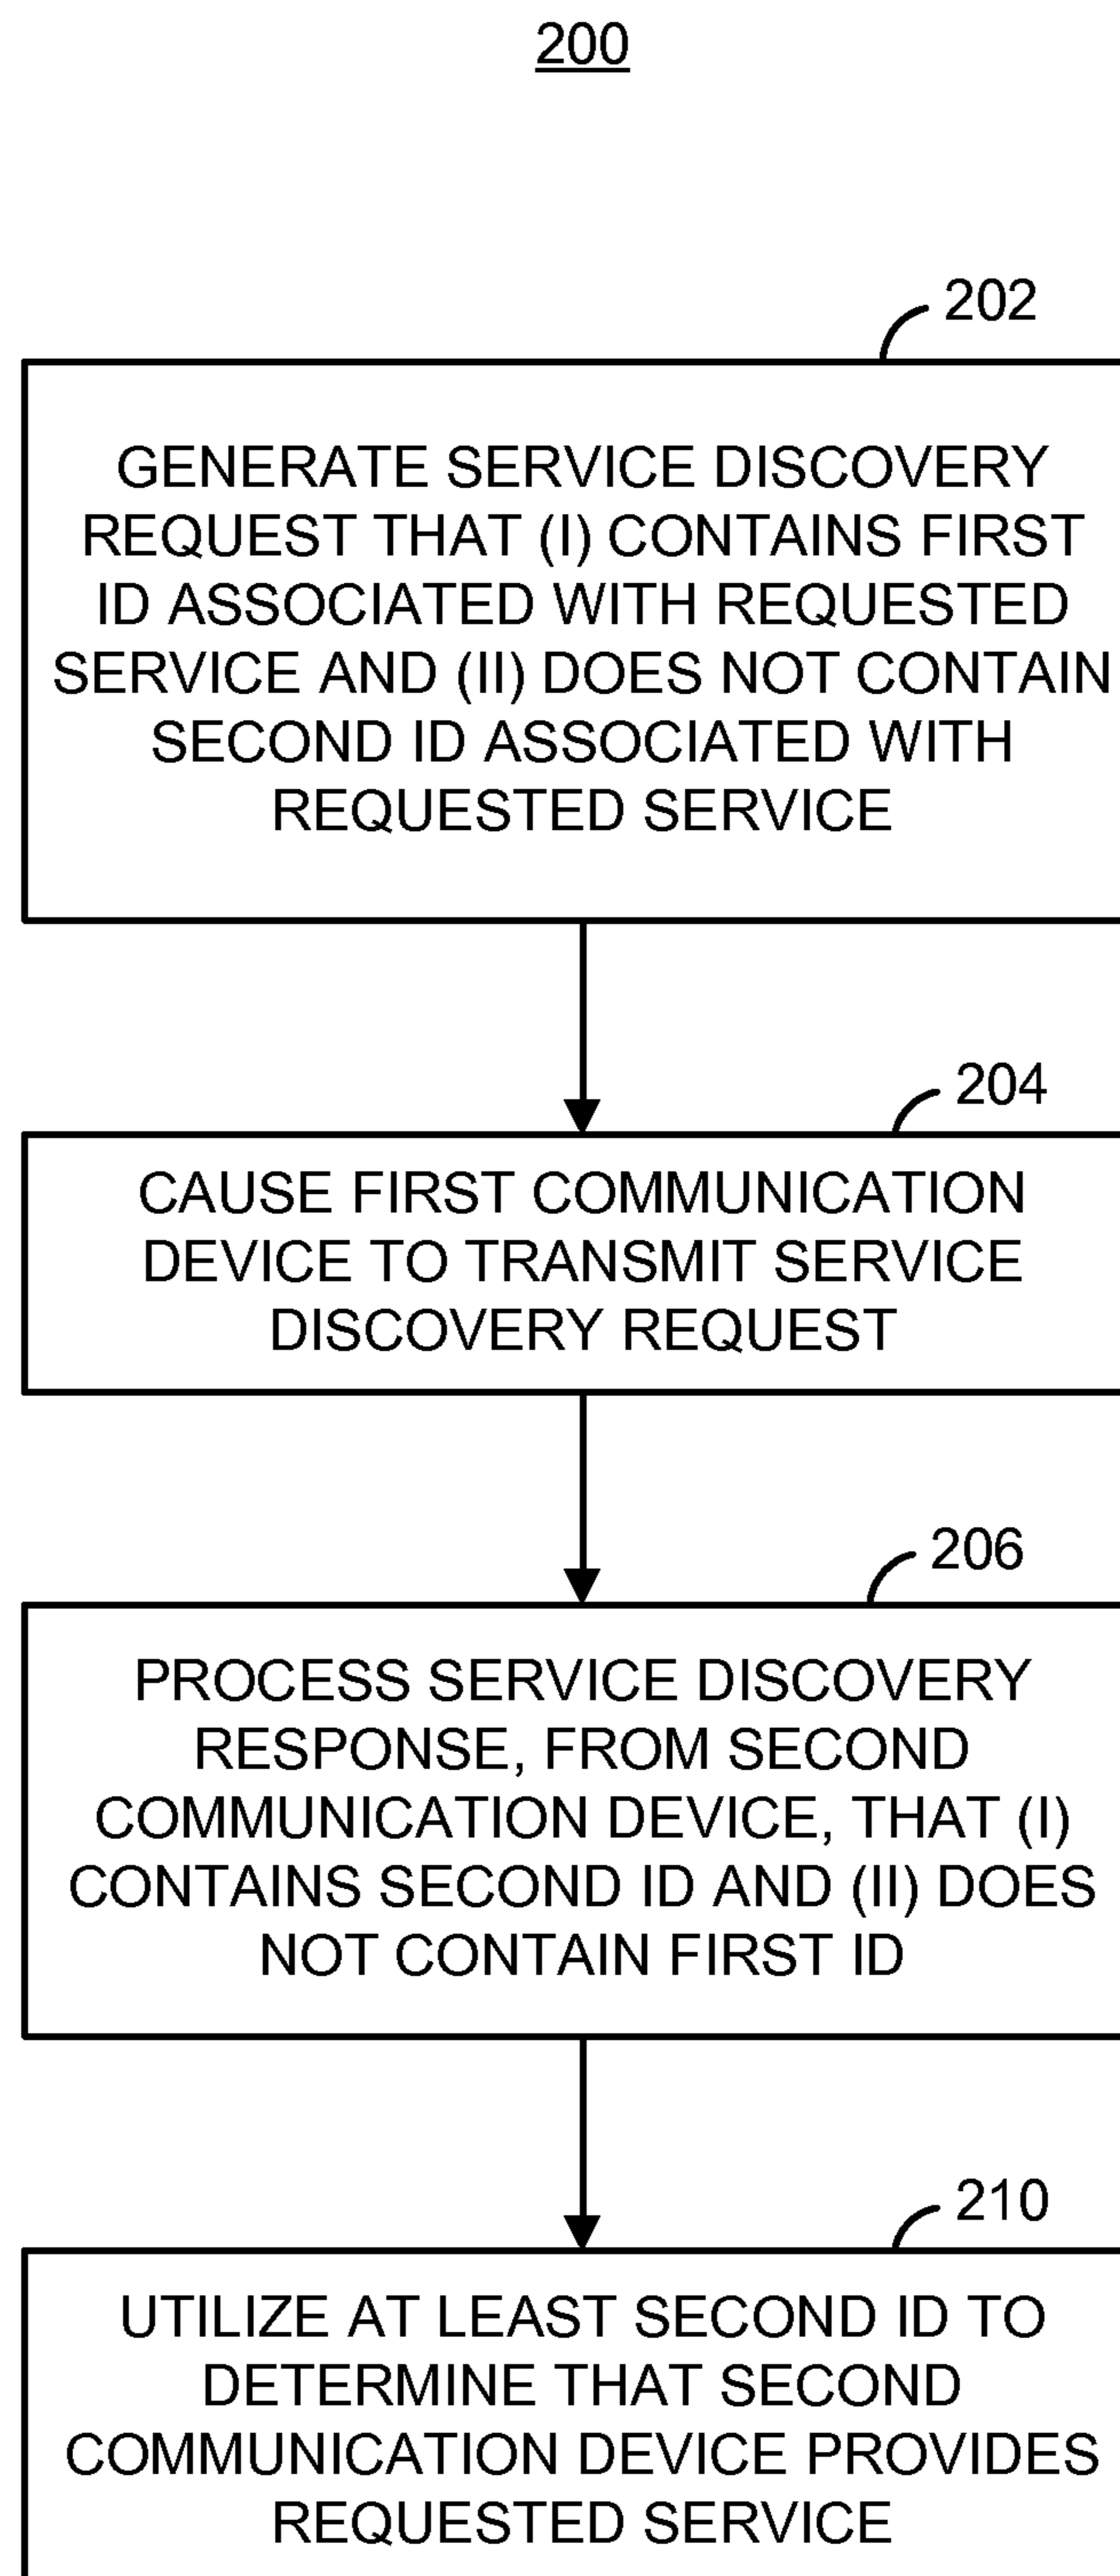 200
202
GENERATE SERVICE DISCOVERY
REQUEST THAT (I) CONTAINS FIRST
ID ASSOCIATED WITH REQUESTED
SERVICE AND (II) DOES NOT CONTAIN
SECOND ID ASSOCIATED WITH
REQUESTED SERVICE
204
CAUSE FIRST COMMUNICATION
DEVICE TO TRANSMIT SERVICE
DISCOVERY REQUEST
206
PROCESS SERVICE DISCOVERY
RESPONSE, FROM SECOND
COMMUNICATION DEVICE, THAT (I)
CONTAINS SECOND ID AND (II) DOES
NOT CONTAIN FIRST ID
210
UTILIZE AT LEAST SECOND ID TO
DETERMINE THAT SECOND
COMMUNICATION DEVICE PROVIDES
REQUESTED SERVICE